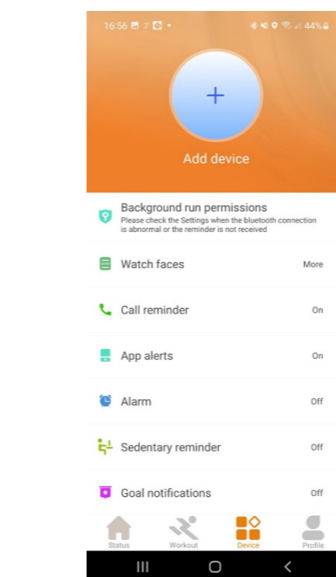 16:56
44%
Add device
Background run permissions
Please check the Settings when the bluetooth connection
is abnormal or the reminder is not received
Watch faces
More
Call reminder
On
App alerts
On
Alarm
Off
Sedentary reminder
Off
Goal notifications
Off
Status
Workout
Device
Profile